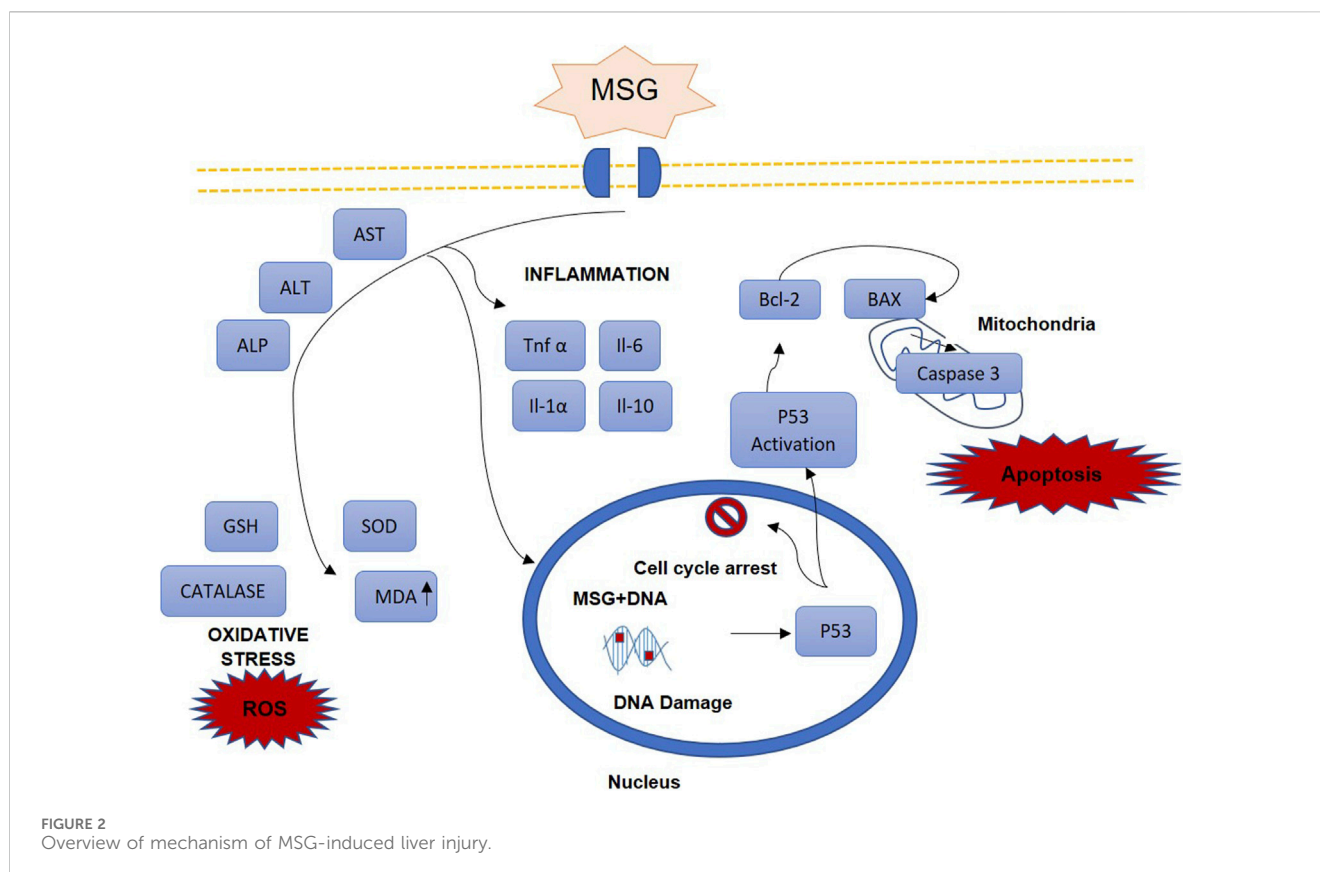 MSG
AST
ALT
ALP
INFLAMMATION
Tnf α
Il-6
Il-1α
Il-10
Bcl-2
BAX
Mitochondria
Caspase 3
P53
Activation
Apoptosis
GSH
SOD
CATALASE
MDA
OXIDATIVE
STRESS
ROS
Cell cycle arrest
MSG+DNA
P53
DNA Damage
Nucleus
FIGURE 2
Overview of mechanism of MSG-induced liver injury.